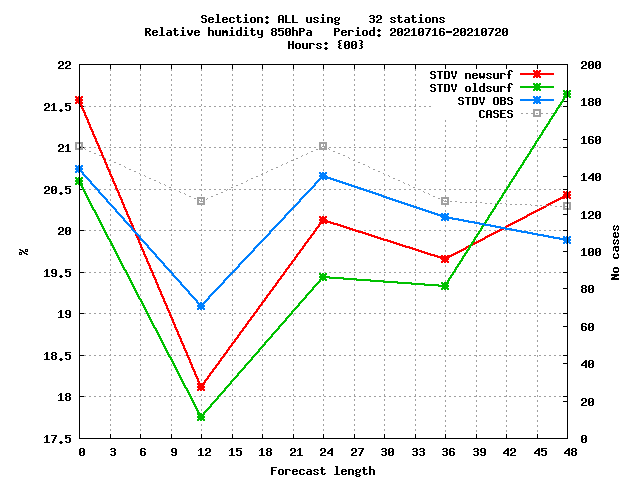 Selection: ALL using    32 stations
Relative humidity 850hPa   Period: 20210716-20210720
Hours: {00}
STDV newsurf
STDV oldsurf
STDV OBS
CASES
22
21.5
21
20.5
20
19.5
19
18.5
18
17.5
%
200
180
160
140
120
100
80
60
40
20
0
No cases
0 3 6 9 12 15 18 21 24 27 30 33 36 39 42 45 48
Forecast length